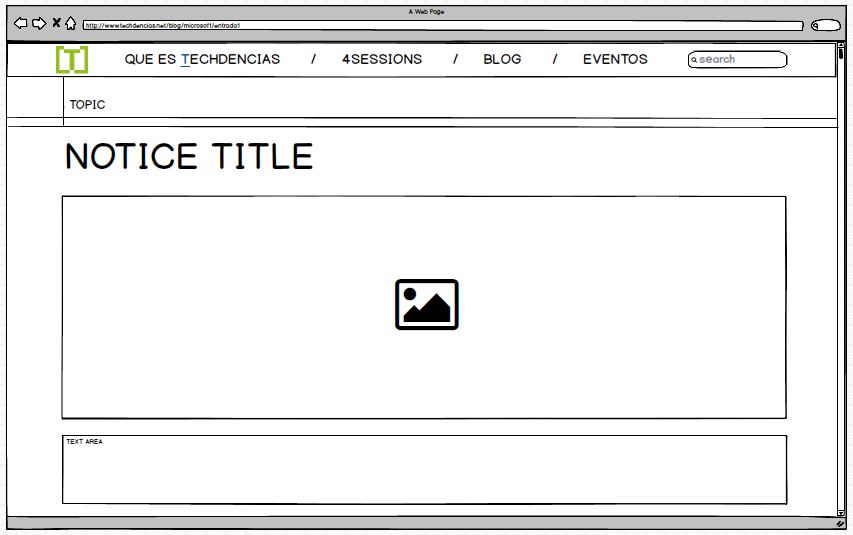 A Web Page
http://www.techdencias.net/blog/microsoft/entrada1
[T] QUE ES TECHDENCIAS / 4SESSIONS / BLOG / EVENTOS search
TOPIC
NOTICE TITLE
TEXT AREA